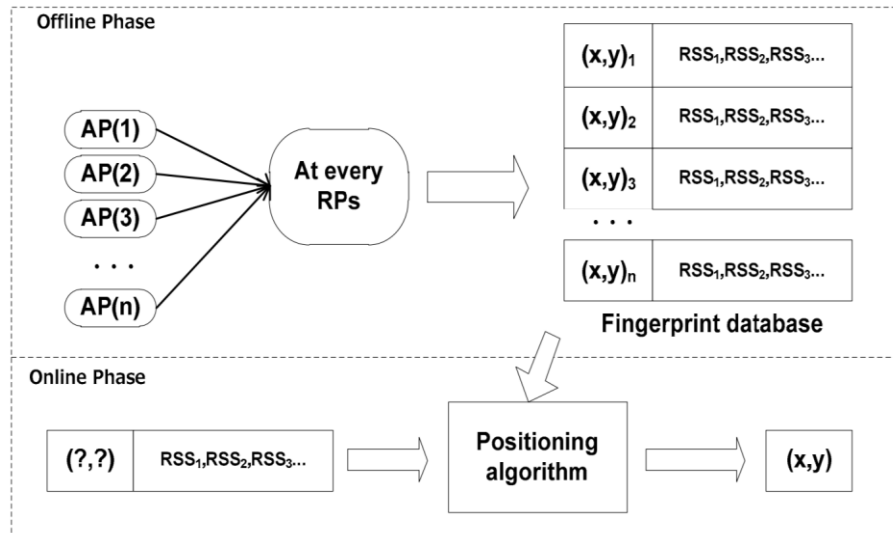 Offline Phase
AP(1)
AP(2)
AP(3)
. . .
AP(n)
At every
RPs
(x,y)₁ RSS₁,RSS₂,RSS₃...
(x,y)₂ RSS₁,RSS₂,RSS₃...
(x,y)₃ RSS₁,RSS₂,RSS₃...
. . .
(x,y)ₙ RSS₁,RSS₂,RSS₃...
Fingerprint database
Online Phase
(?,?) RSS₁,RSS₂,RSS₃...
Positioning
algorithm
(x,y)